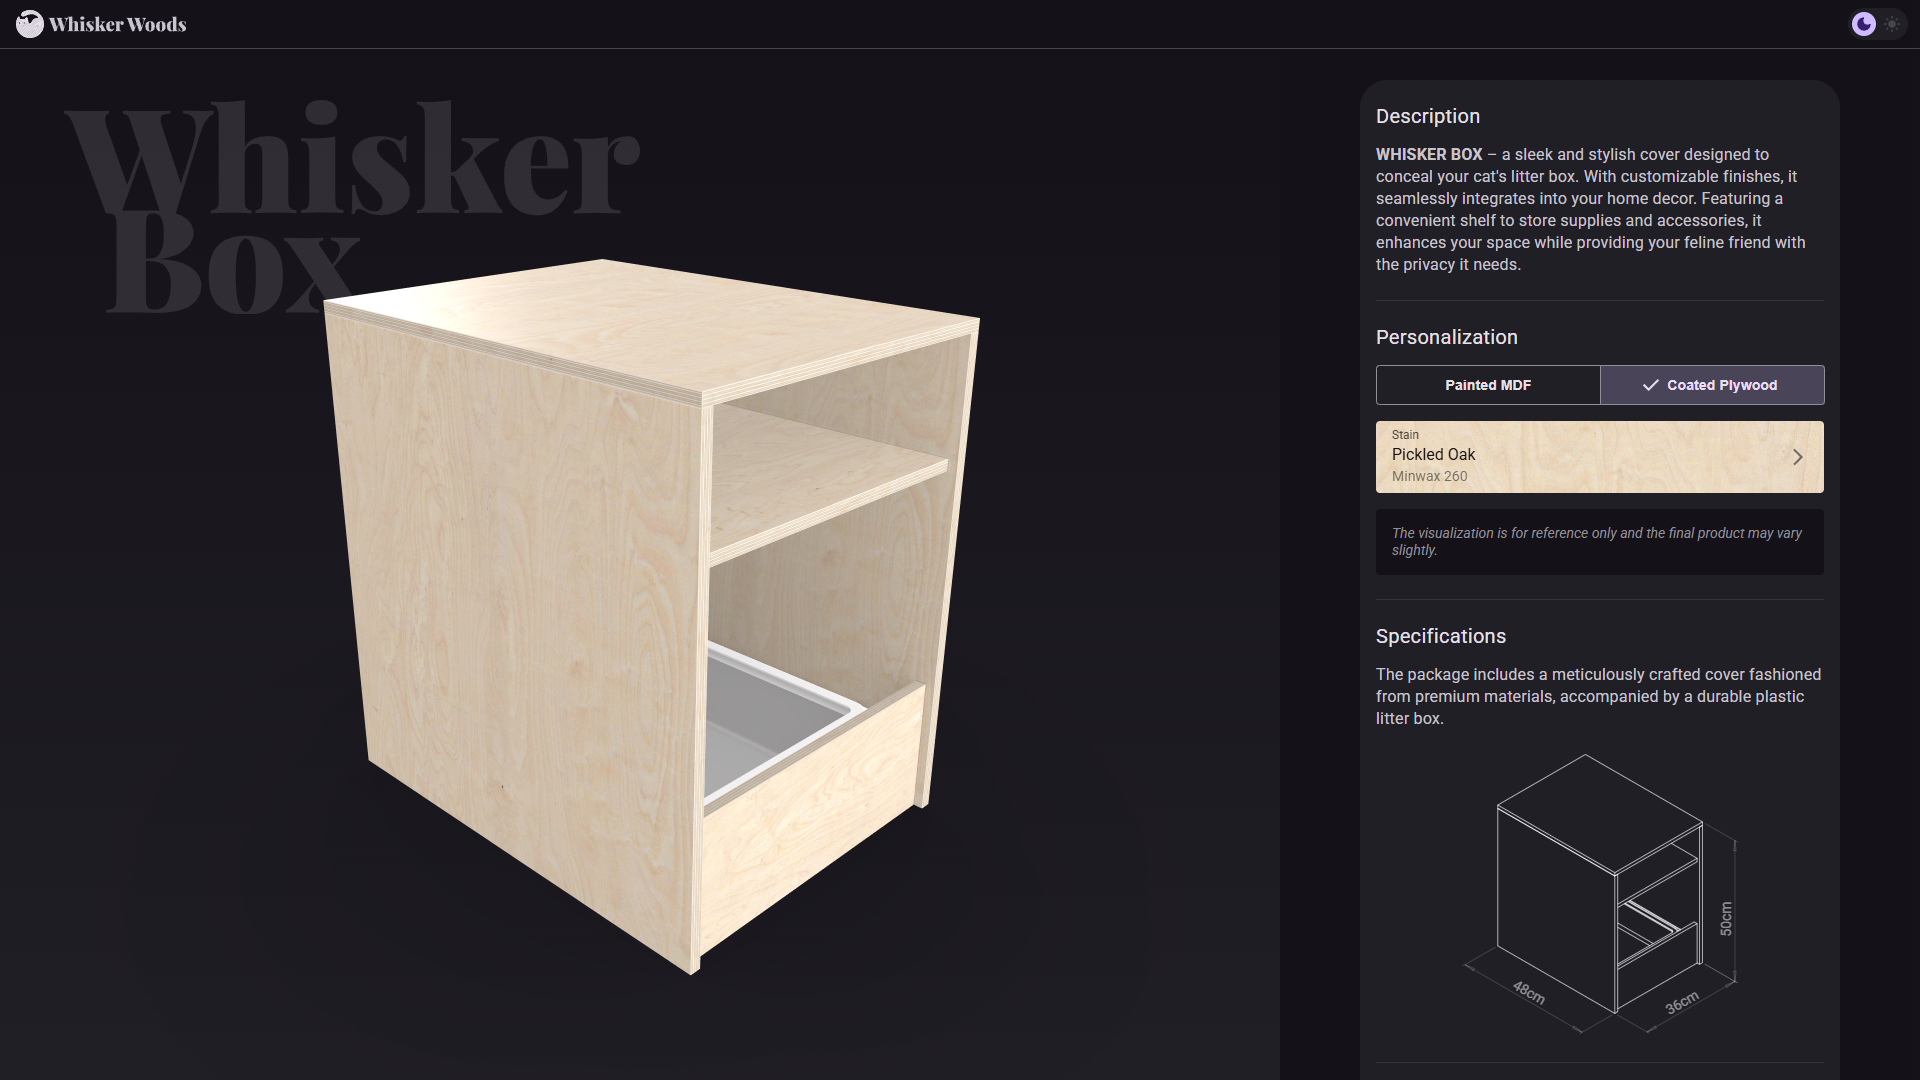 Whisker Woods
Whisker
Box
Description
WHISKER BOX – a sleek and stylish cover designed to
conceal your cat's litter box. With customizable finishes, it
seamlessly integrates into your home decor. Featuring a
convenient shelf to store supplies and accessories, it
enhances your space while providing your feline friend with
the privacy it needs.
Personalization
Painted MDF
Coated Plywood
Stain
Pickled Oak
Minwax 260
The visualization is for reference only and the final product may vary
slightly.
Specifications
The package includes a meticulously crafted cover fashioned
from premium materials, accompanied by a durable plastic
litter box.
50cm
48cm
36cm